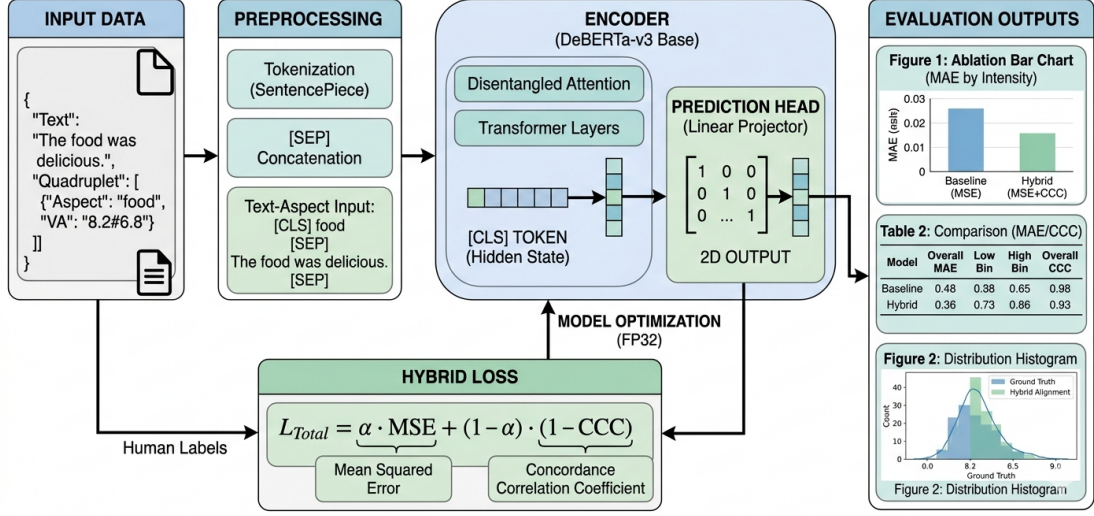 INPUT DATA
{
"Text":
"The food was
delicious.",
"Quadruplet": [
{"Aspect": "food",
"VA": "8.2#6.8"}
]]
}
PREPROCESSING
Tokenization
(SentencePiece)
[SEP]
Concatenation
Text-Aspect Input:
[CLS] food
[SEP]
The food was delicious.
[SEP]
ENCODER
(DeBERTa-v3 Base)
Disentangled Attention
Transformer Layers
[CLS] TOKEN
(Hidden State)
PREDICTION HEAD
(Linear Projector)
1 0 0
0 1 0
0 ... 1
2D OUTPUT
MODEL OPTIMIZATION
(FP32)
HYBRID LOSS
L_Total = α · MSE + (1−α) · (1−CCC)
Mean Squared
Error
Concordance
Correlation Coefficient
Human Labels
EVALUATION OUTPUTS
Figure 1: Ablation Bar Chart
(MAE by Intensity)
MAE
0.03
0.02
0.01
0
Baseline
(MSE)
Hybrid
(MSE+CCC)
Table 2: Comparison (MAE/CCC)
Model Overall MAE Low Bin High Bin Overall CCC
Baseline 0.48 0.38 0.65 0.98
Hybrid 0.36 0.73 0.86 0.93
Figure 2: Distribution Histogram
Ground Truth
Hybrid Alignment
Count
40
30
20
10
0
0.0 8.2 6.5 9.0
Ground Truth
Figure 2: Distribution Histogram